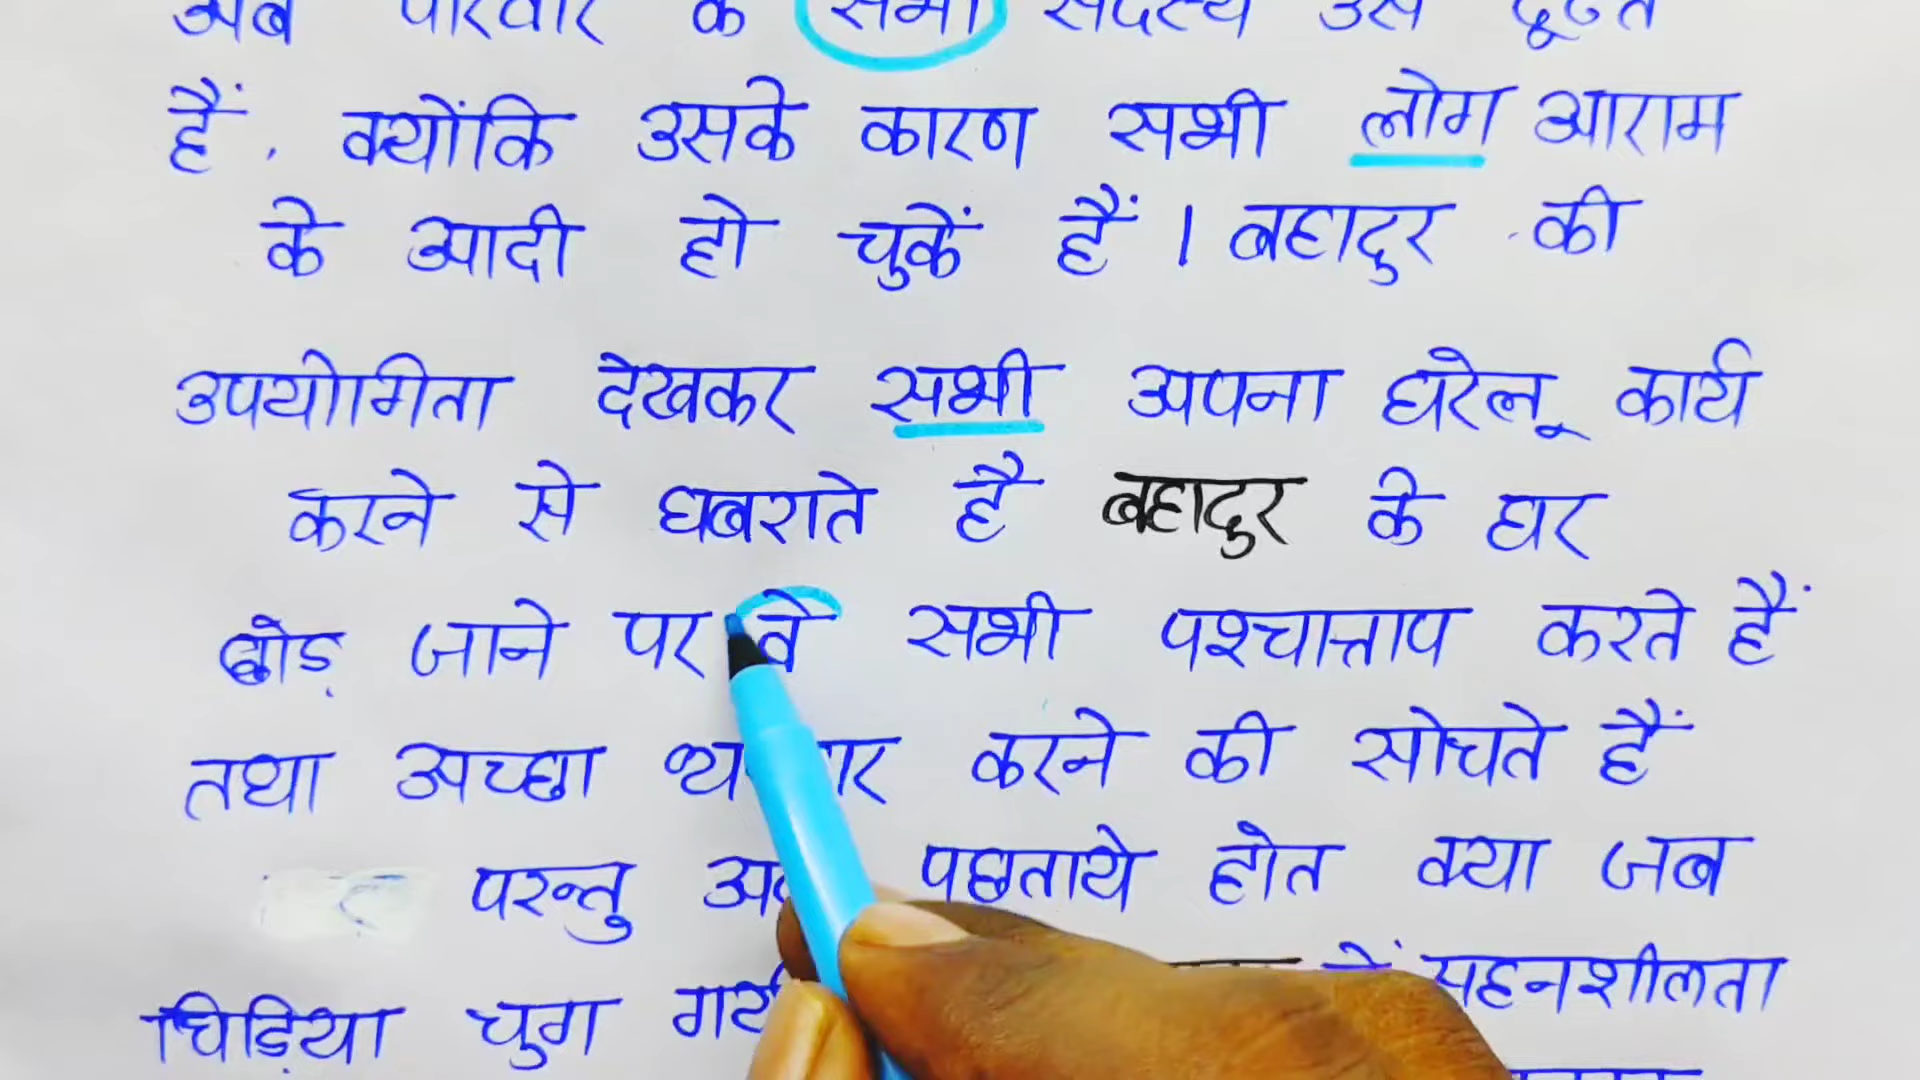 अब परिवार के सभी सदस्य उसे ढूढ़ते
हैं, क्योंकि उसके कारण सभी लोग आराम
के आदी हो चुकें हैं । बहादुर की
उपयोगिता देखकर सभी अपना घरेलू कार्य
करने से घबराते है बहादुर के घर
छोड़ जाने पर वे सभी पश्चात्ताप करते हैं
तथा अच्छा करने की सोचते हैं
परन्तु पछताये होत क्या जब
चिड़िया चुग सहनशीलता